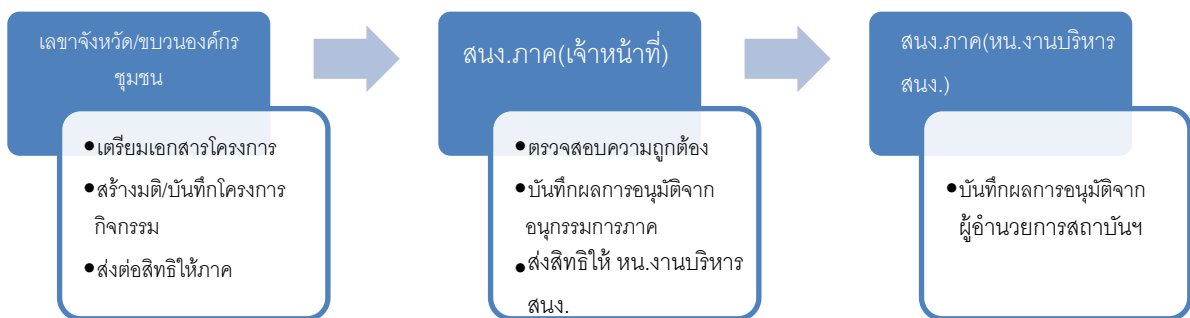 เลขาจังหวัด/ขบวนองค์กร
ชุมชน
•เตรียมเอกสารโครงการ
•สร้างมติ/บันทึกโครงการ
กิจกรรม
•ส่งต่อสิทธิให้ภาค
สนง.ภาค(เจ้าหน้าที่)
•ตรวจสอบความถูกต้อง
•บันทึกผลการอนุมัติจาก
อนุกรรมการภาค
•ส่งสิทธิให้ หน.งานบริหาร
สนง.
สนง.ภาค(หน.งานบริหาร
สนง.)
•บันทึกผลการอนุมัติจาก
ผู้อำนวยการสถาบันฯ